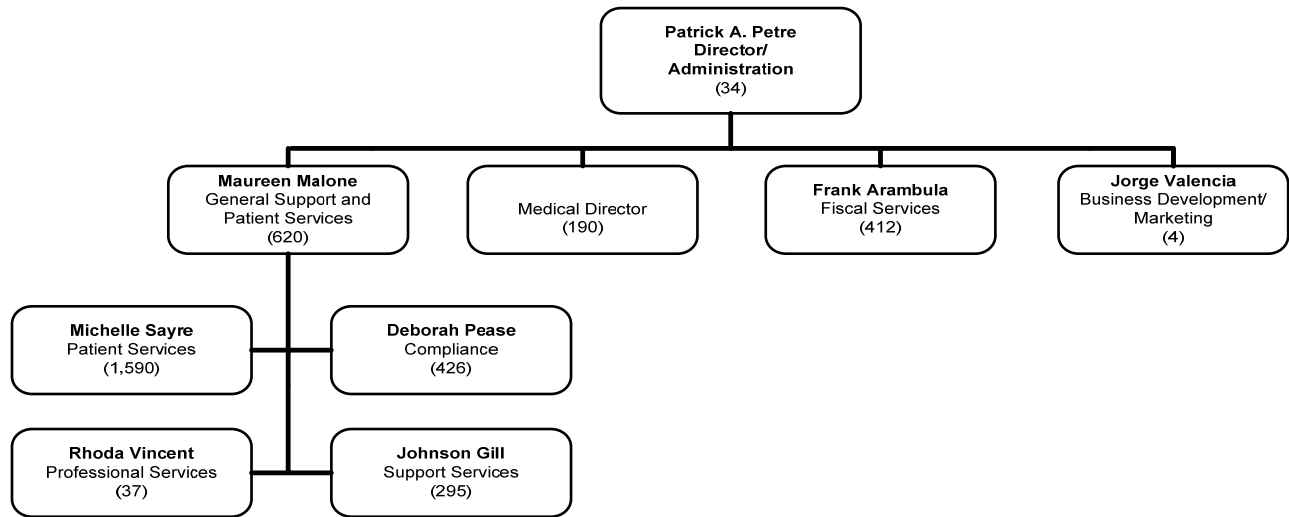 Patrick A. Petre
Director/
Administration
(34)
Maureen Malone
General Support and
Patient Services
(620)
Medical Director
(190)
Frank Arambula
Fiscal Services
(412)
Jorge Valencia
Business Development/
Marketing
(4)
Michelle Sayre
Patient Services
(1,590)
Deborah Pease
Compliance
(426)
Rhoda Vincent
Professional Services
(37)
Johnson Gill
Support Services
(295)